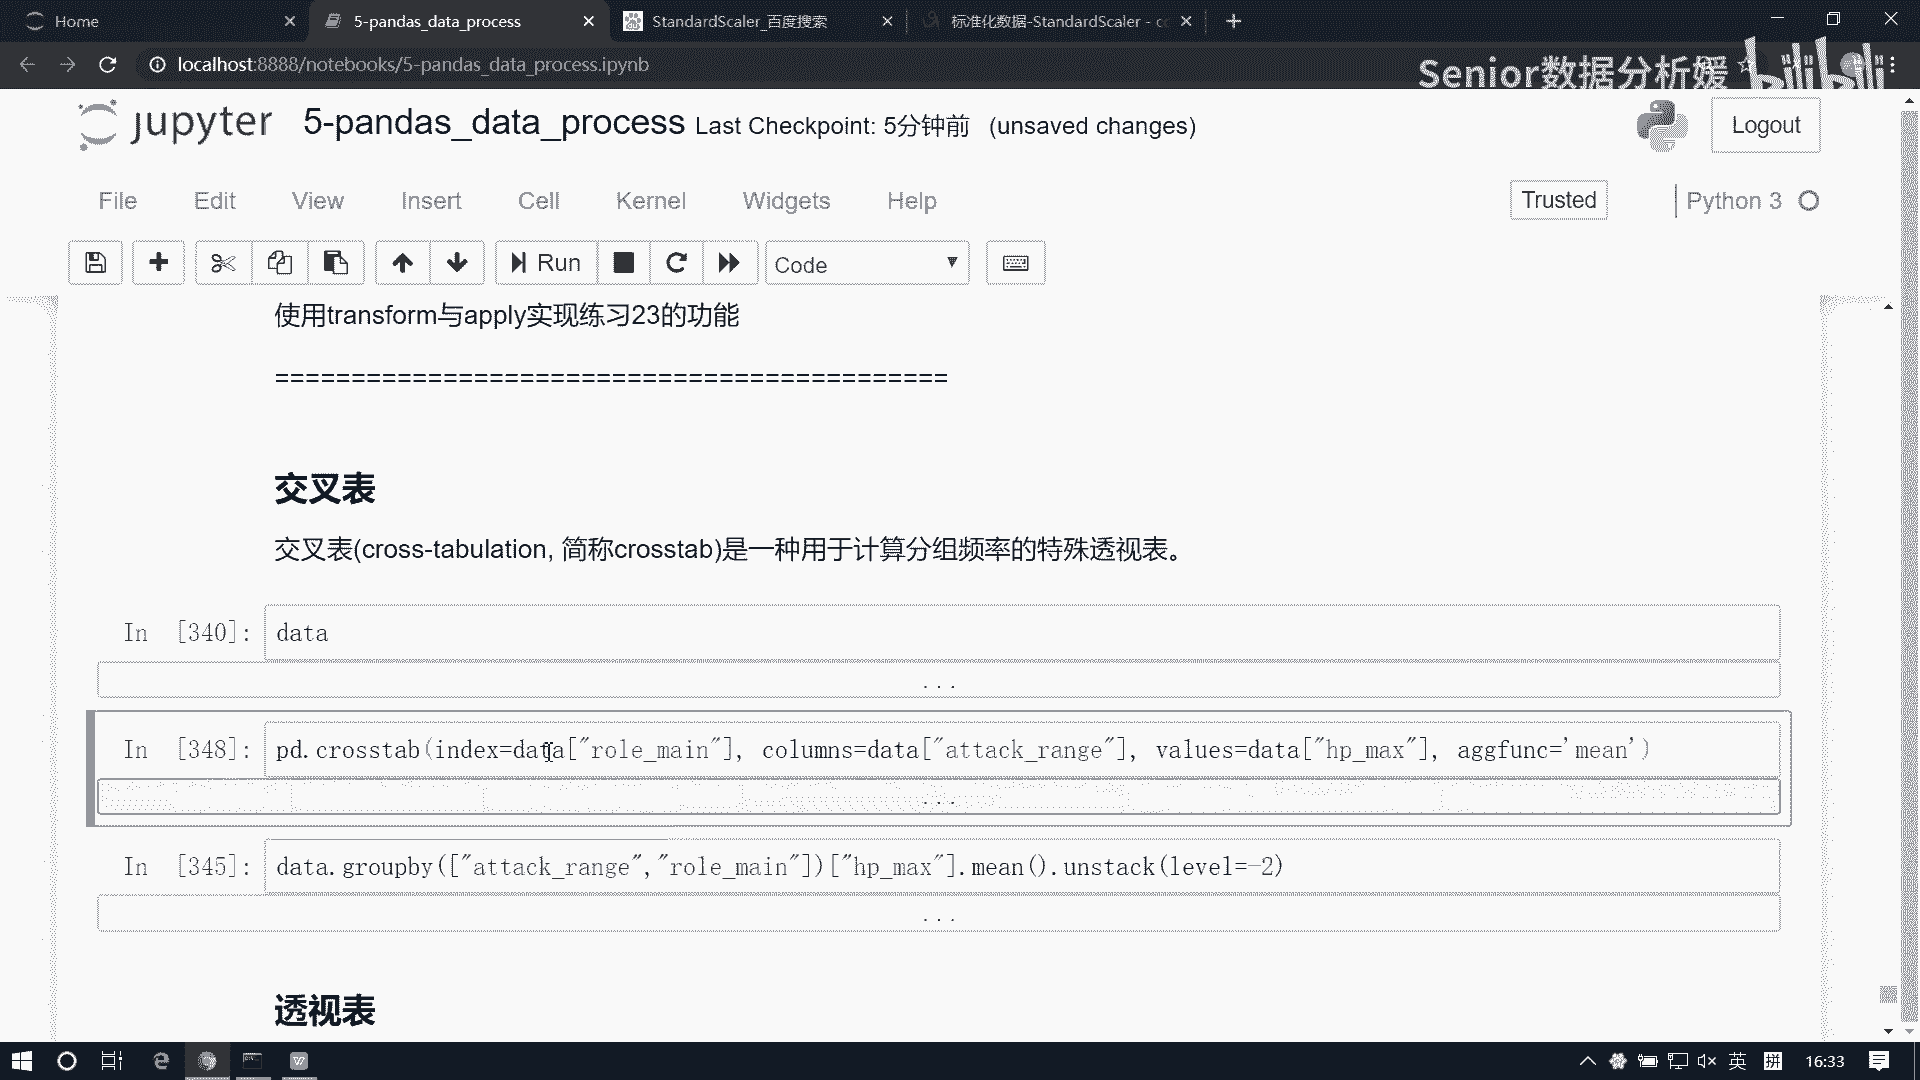 Home
5-pandas_data_process
StandardScaler_百度搜索
标准化数据-StandardScaler - cc
localhost:8888/notebooks/5-pandas_data_process.ipynb
Senior数据分析媛
bilibili
jupyter
5-pandas_data_process
Last Checkpoint: 5分钟前 (unsaved changes)
Logout
File Edit View Insert Cell Kernel Widgets Help
Trusted
Python 3
Run
Code
使用transform与apply实现练习23的功能
============================================
交叉表
交叉表(cross-tabulation, 简称crosstab)是一种用于计算分组频率的特殊透视表。
In [340]: data
...
In [348]: pd.crosstab(index=data["role_main"], columns=data["attack_range"], values=data["hp_max"], aggfunc='mean')
...
In [345]: data.groupby(["attack_range","role_main"])["hp_max"].mean().unstack(level=-2)
...
透视表
英
拼
16:33